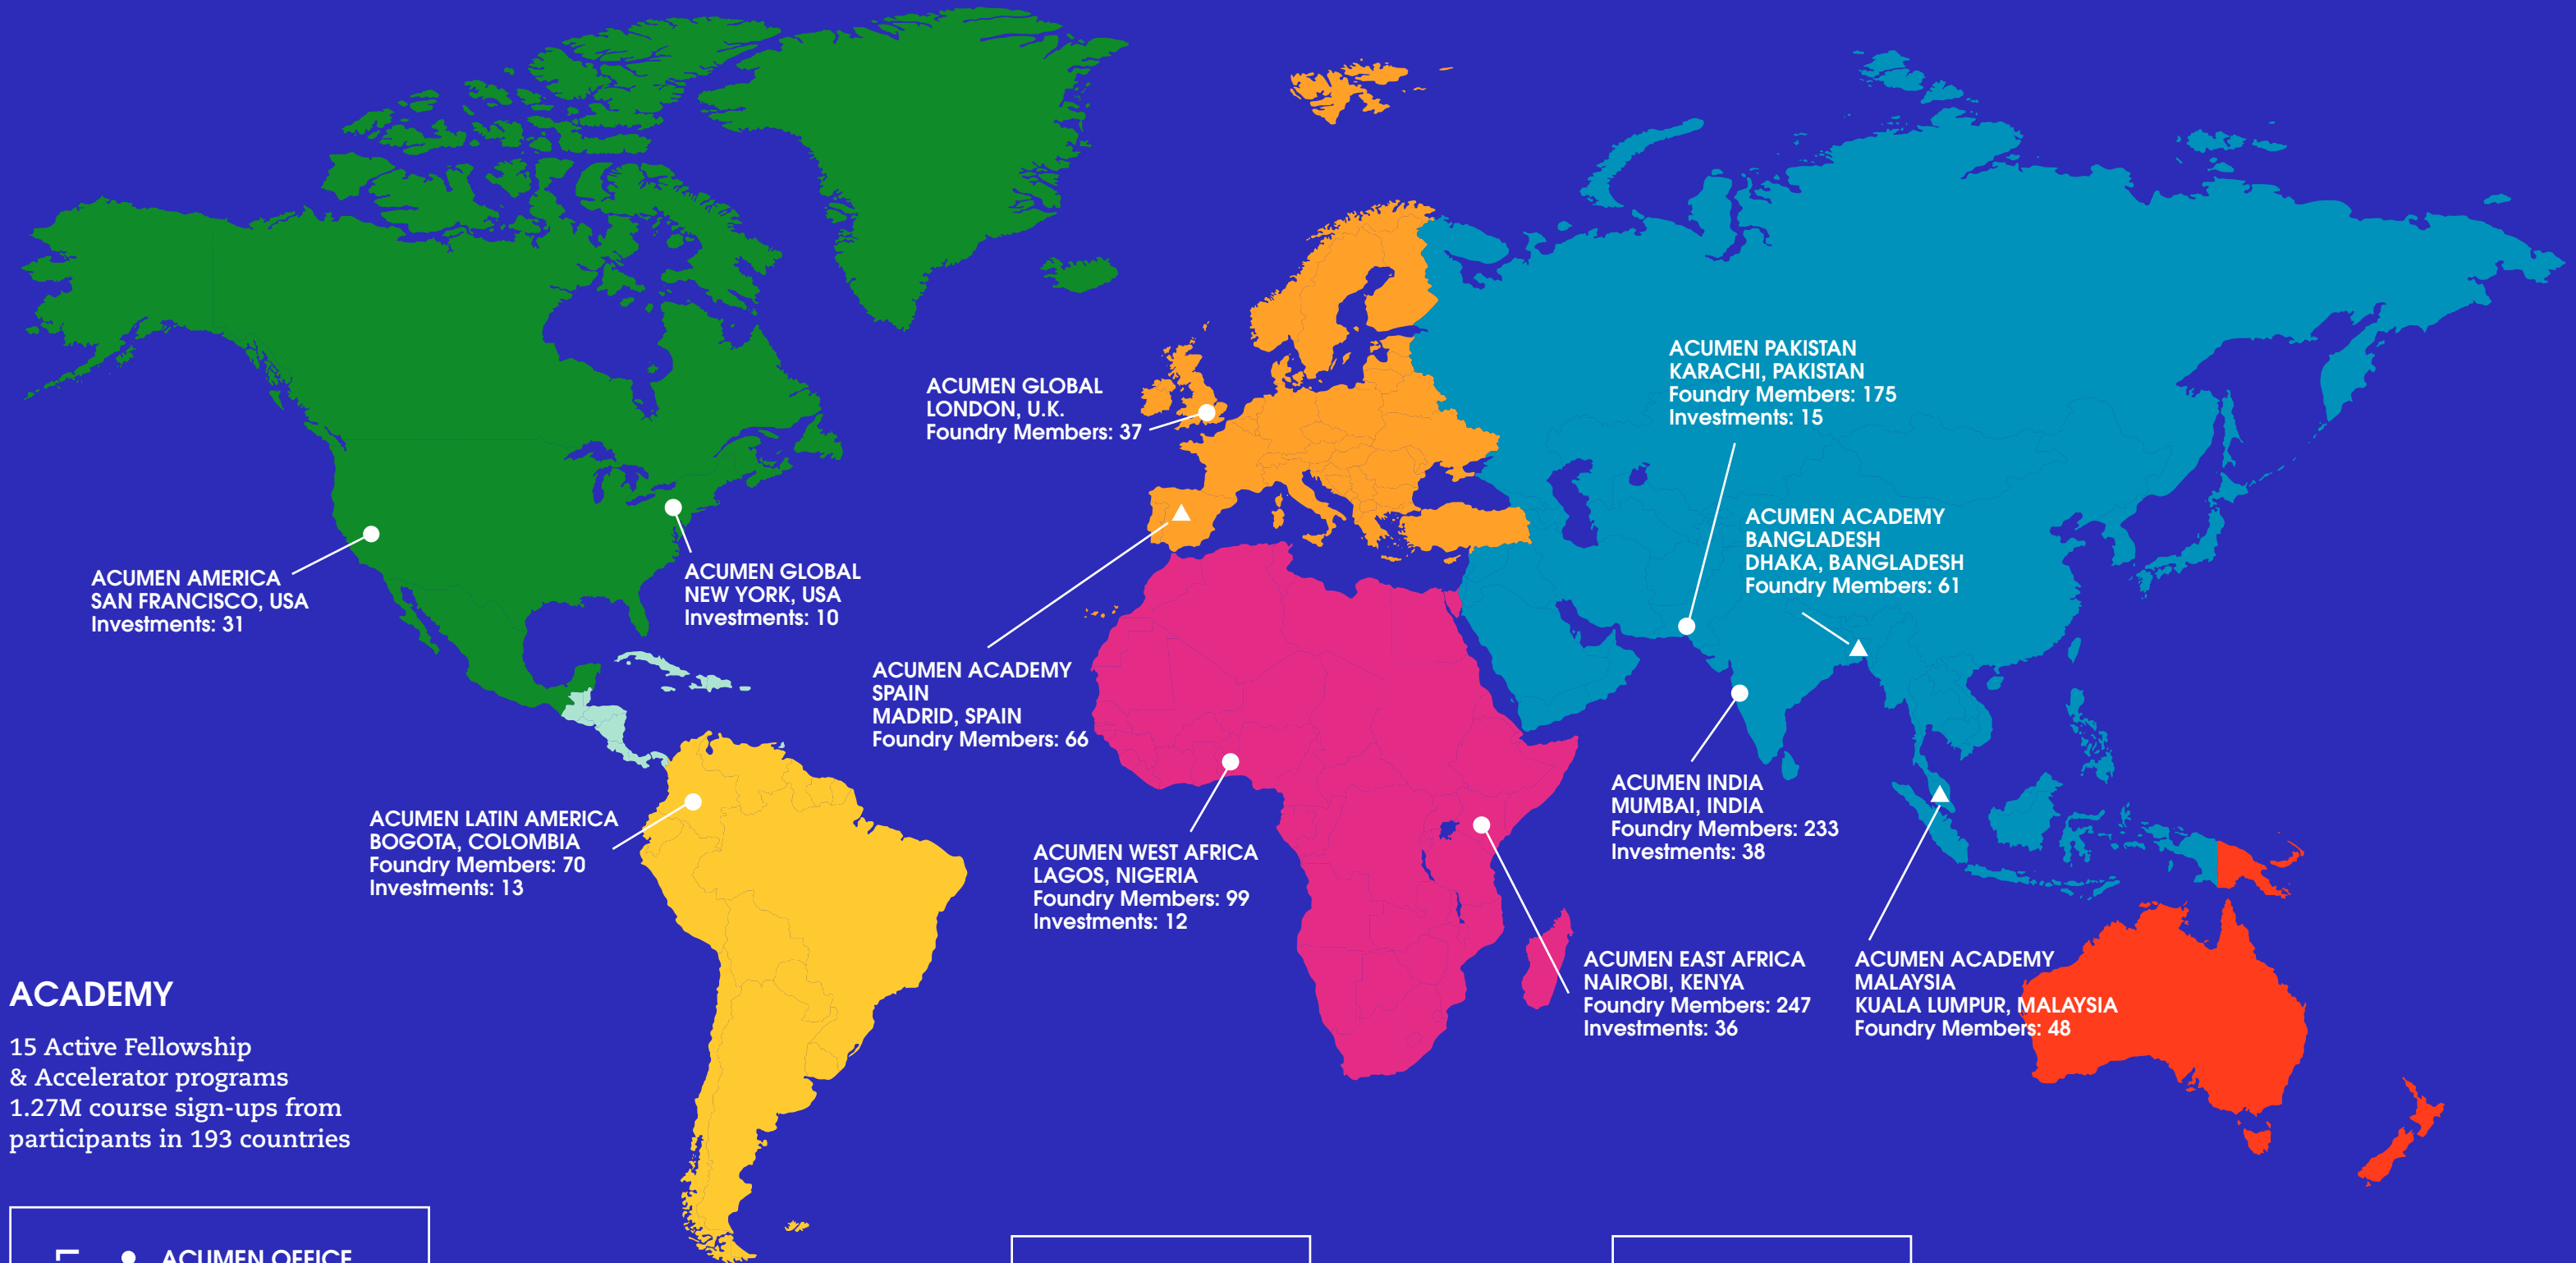 ACUMEN PAKISTAN
KARACHI, PAKISTAN
Foundry Members: 175
Investments: 15
ACUMEN GLOBAL
LONDON, U.K.
Foundry Members: 37
ACUMEN ACADEMY
BANGLADESH
DHAKA, BANGLADESH
Foundry Members: 61
ACUMEN AMERICA
SAN FRANCISCO, USA
Investments: 31
ACUMEN GLOBAL
NEW YORK, USA
Investments: 10
ACUMEN ACADEMY
SPAIN
MADRID, SPAIN
Foundry Members: 66
ACUMEN LATIN AMERICA
BOGOTA, COLOMBIA
Foundry Members: 70
Investments: 13
ACUMEN WEST AFRICA
LAGOS, NIGERIA
Foundry Members: 99
Investments: 12
ACUMEN INDIA
MUMBAI, INDIA
Foundry Members: 233
Investments: 38
ACUMEN EAST AFRICA
NAIROBI, KENYA
Foundry Members: 247
Investments: 36
ACUMEN ACADEMY
MALAYSIA
KUALA LUMPUR, MALAYSIA
Foundry Members: 48
ACADEMY
15 Active Fellowship
& Accelerator programs
1.27M course sign-ups from
participants in 193 countries
ACUMEN OFFICE